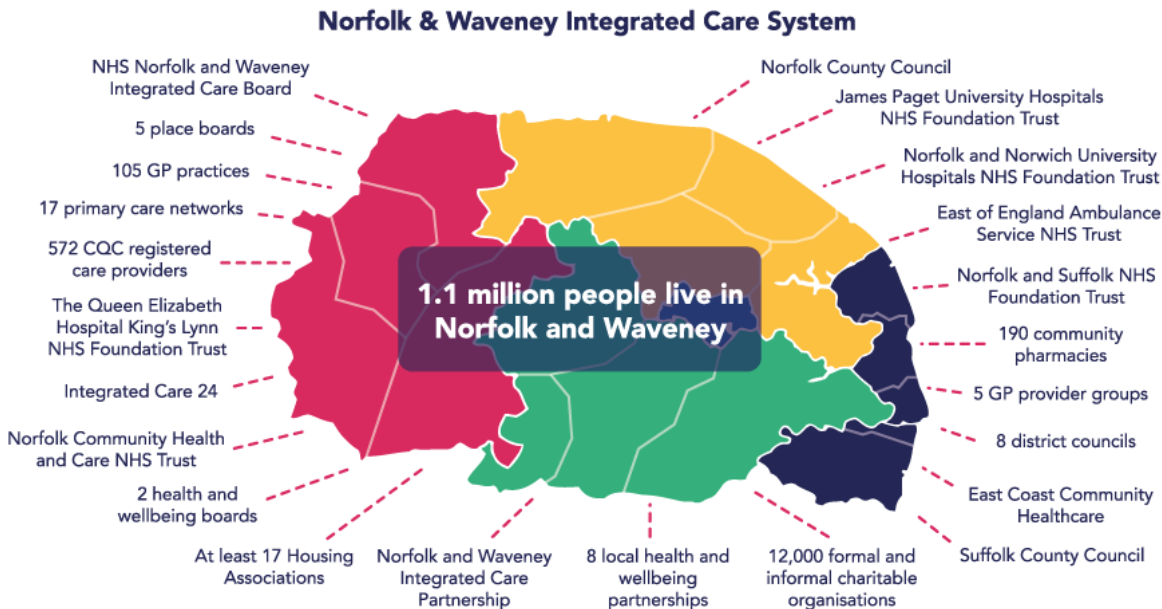 Norfolk & Waveney Integrated Care System
NHS Norfolk and Waveney
Integrated Care Board
5 place boards
105 GP practices
17 primary care networks
572 CQC registered
care providers
The Queen Elizabeth
Hospital King's Lynn
NHS Foundation Trust
Integrated Care 24
Norfolk Community Health
and Care NHS Trust
2 health and
wellbeing boards
At least 17 Housing
Associations
Norfolk and Waveney
Integrated Care
Partnership
8 local health and
wellbeing
partnerships
12,000 formal and
informal charitable
organisations
1.1 million people live in
Norfolk and Waveney
Norfolk County Council
James Paget University Hospitals
NHS Foundation Trust
Norfolk and Norwich University
Hospitals NHS Foundation Trust
East of England Ambulance
Service NHS Trust
Norfolk and Suffolk NHS
Foundation Trust
190 community
pharmacies
5 GP provider groups
8 district councils
East Coast Community
Healthcare
Suffolk County Council